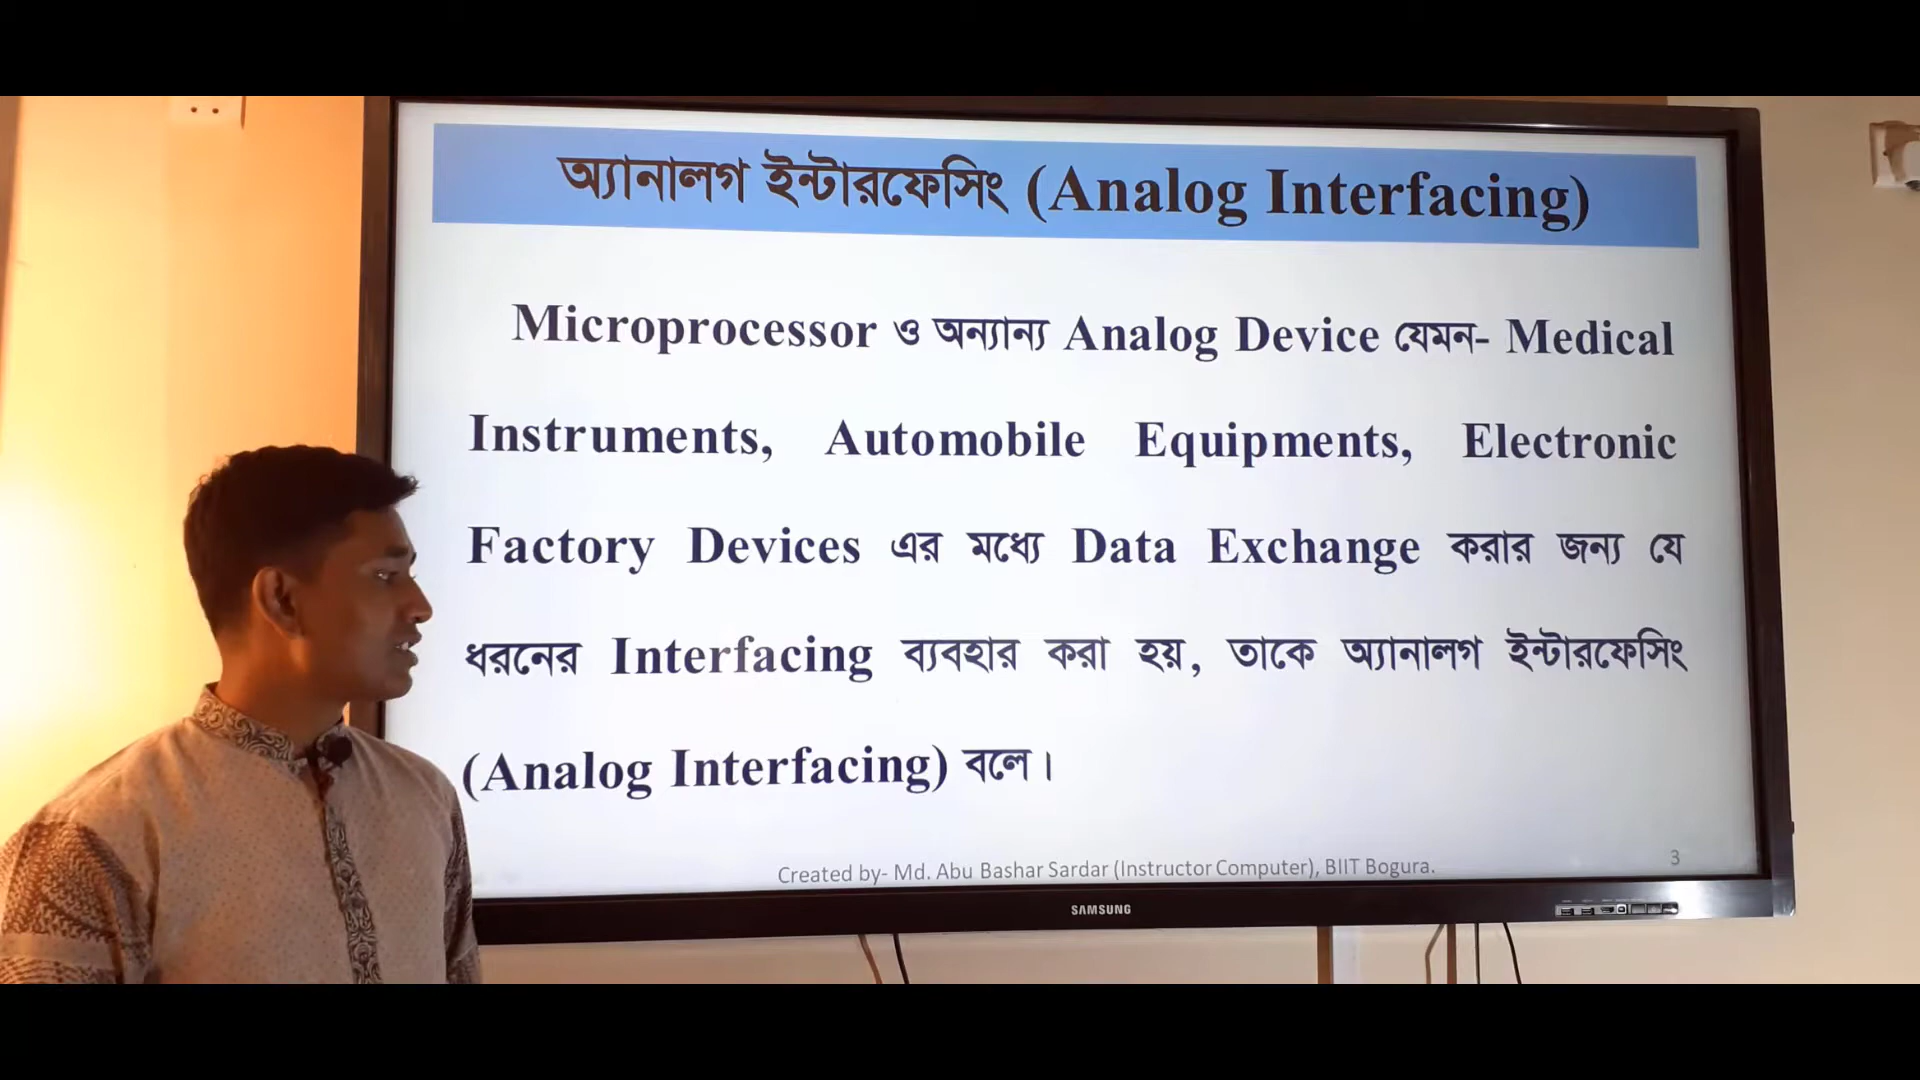 অ্যানালগ ইন্টারফেসিং (Analog Interfacing)
Microprocessor ও অন্যান্য Analog Device যেমন- Medical
Instruments, Automobile Equipments, Electronic
Factory Devices এর মধ্যে Data Exchange করার জন্য যে
ধরনের Interfacing ব্যবহার করা হয়, তাকে অ্যানালগ ইন্টারফেসিং
(Analog Interfacing) বলে।
Created by- Md. Abu Bashar Sardar (Instructor Computer), BIIT Bogura.
3
SAMSUNG